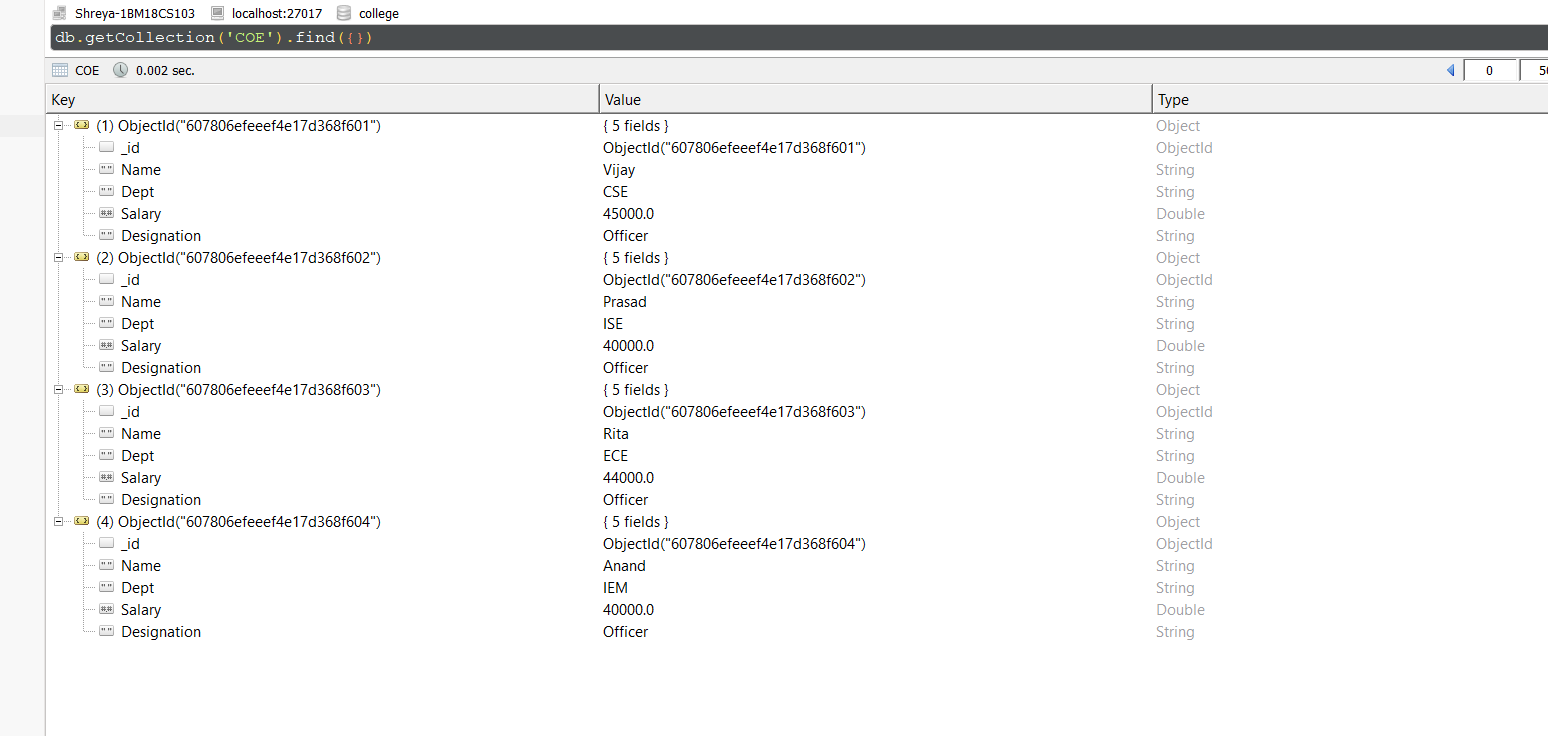 Shreya-1BM18CS103 localhost:27017 college
db.getCollection('COE').find({})
COE 0.002 sec. 0 50
Key Value Type
(1) ObjectId("607806efeeef4e17d368f601") { 5 fields } Object
_id ObjectId("607806efeeef4e17d368f601") ObjectId
Name Vijay String
Dept CSE String
Salary 45000.0 Double
Designation Officer String
(2) ObjectId("607806efeeef4e17d368f602") { 5 fields } Object
_id ObjectId("607806efeeef4e17d368f602") ObjectId
Name Prasad String
Dept ISE String
Salary 40000.0 Double
Designation Officer String
(3) ObjectId("607806efeeef4e17d368f603") { 5 fields } Object
_id ObjectId("607806efeeef4e17d368f603") ObjectId
Name Rita String
Dept ECE String
Salary 44000.0 Double
Designation Officer String
(4) ObjectId("607806efeeef4e17d368f604") { 5 fields } Object
_id ObjectId("607806efeeef4e17d368f604") ObjectId
Name Anand String
Dept IEM String
Salary 40000.0 Double
Designation Officer String